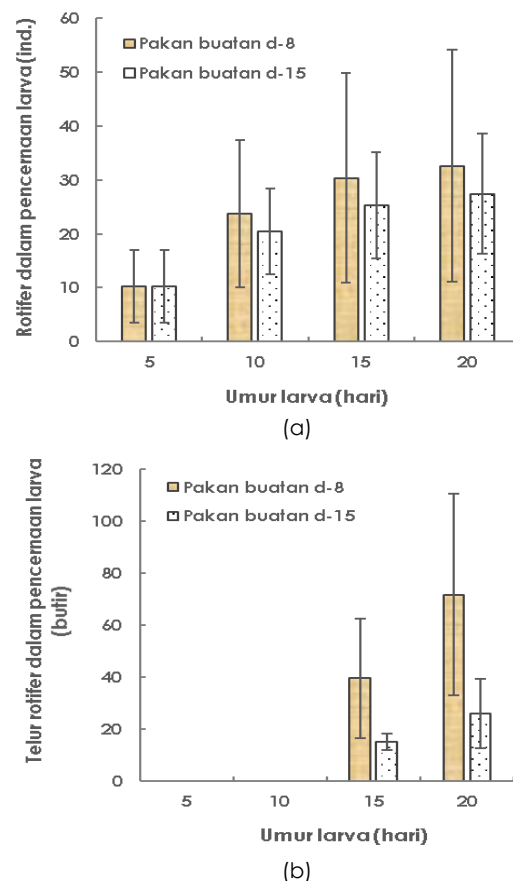 Rotifer dalam pencernaan larva (ind.)
60
50
40
30
20
10
0
Pakan buatan d-8
Pakan buatan d-15
5 10 15 20
Umur larva (hari)
(a)
Telur rotifer dalam pencernaan larva
(butir)
120
100
80
60
40
20
0
Pakan buatan d-8
Pakan buatan d-15
5 10 15 20
Umur larva (hari)
(b)